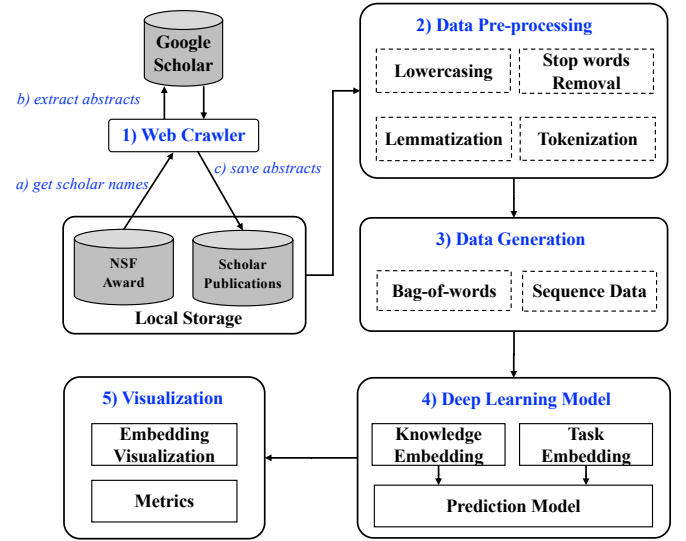 Google
Scholar
b) extract abstracts
1) Web Crawler
a) get scholar names
c) save abstracts
NSF
Award
Scholar
Publications
Local Storage
2) Data Pre-processing
Lowercasing
Stop words
Removal
Lemmatization
Tokenization
3) Data Generation
Bag-of-words
Sequence Data
4) Deep Learning Model
Knowledge
Embedding
Task
Embedding
Prediction Model
5) Visualization
Embedding
Visualization
Metrics